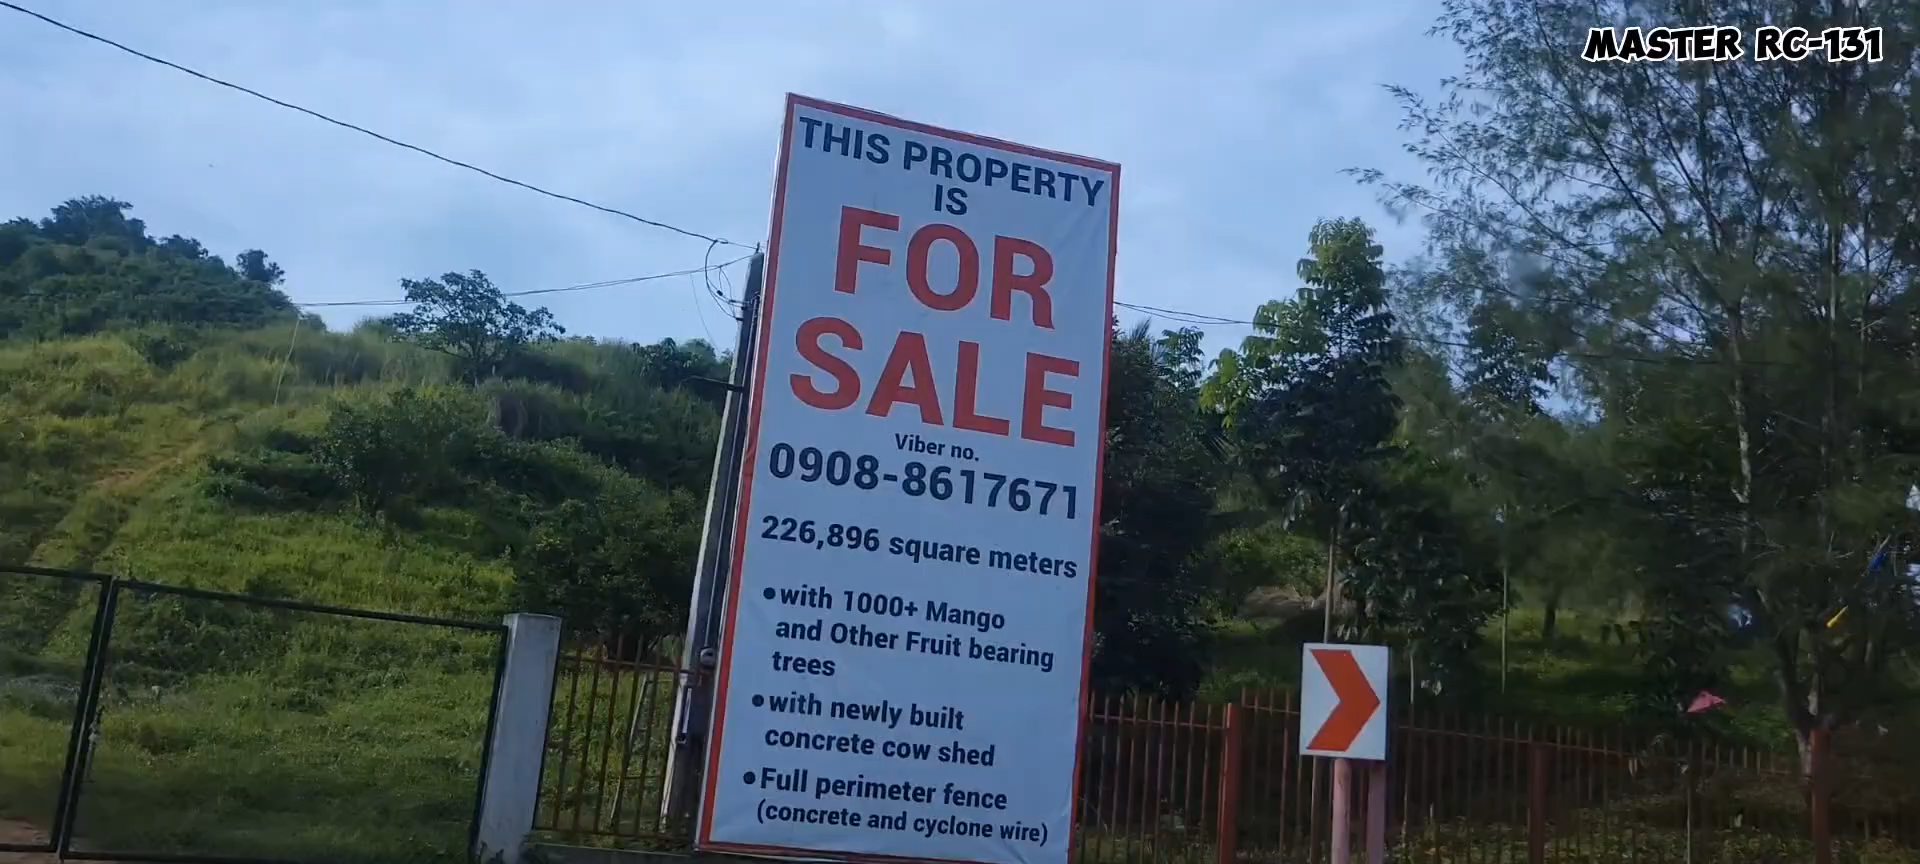 MASTER RC-131
THIS PROPERTY
IS
FOR
SALE
Viber no.
0908-8617671
226,896 square meters
•with 1000+ Mango
and Other Fruit bearing
trees
•with newly built
concrete cow shed
•Full perimeter fence
(concrete and cyclone wire)